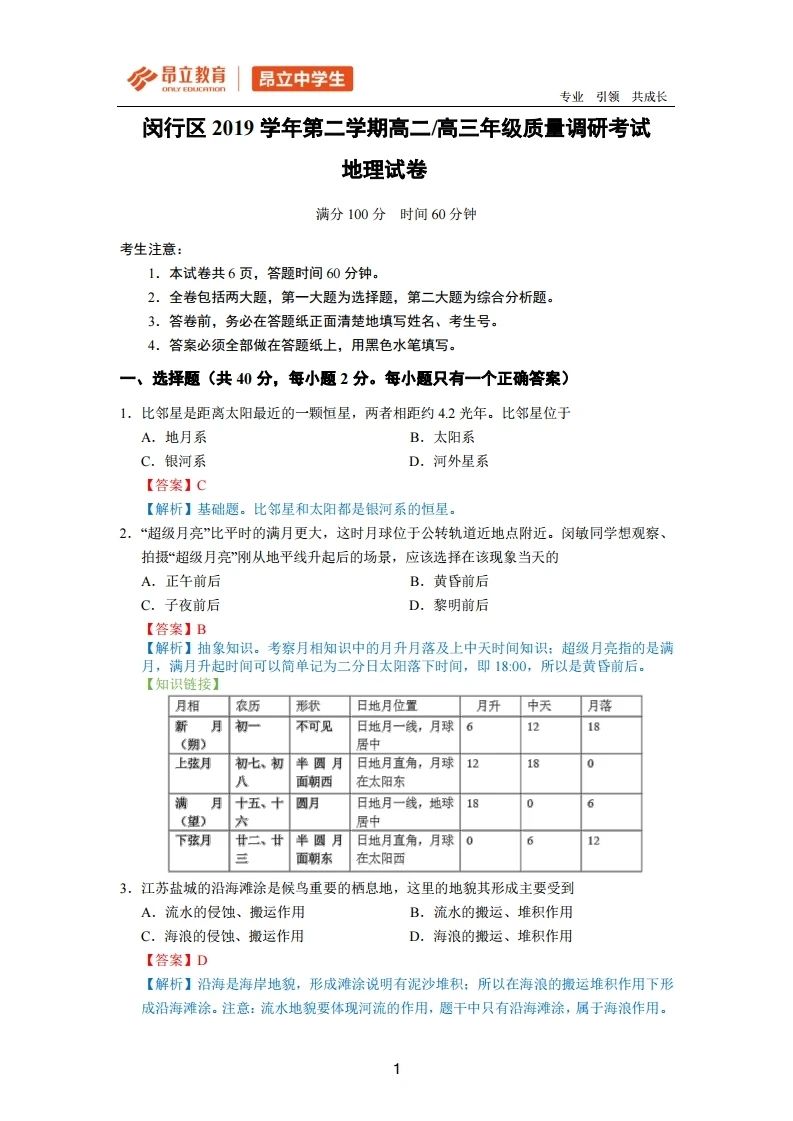 昂立教育
ONLY EDUCATION
昂立中学生
专业 引领 共成长
闵行区 2019 学年第二学期高二/高三年级质量调研考试
地理试卷
满分 100 分 时间 60 分钟
考生注意：
1．本试卷共 6 页，答题时间 60 分钟。
2．全卷包括两大题，第一大题为选择题，第二大题为综合分析题。
3．答卷前，务必在答题纸正面清楚地填写姓名、考生号。
4．答案必须全部做在答题纸上，用黑色水笔填写。
一、选择题（共 40 分，每小题 2 分。每小题只有一个正确答案）
1．比邻星是距离太阳最近的一颗恒星，两者相距约 4.2 光年。比邻星位于
A．地月系 B．太阳系
C．银河系 D．河外星系
【答案】C
【解析】基础题。比邻星和太阳都是银河系的恒星。
2．“超级月亮”比平时的满月更大，这时月球位于公转轨道近地点附近。闵敏同学想观察、
拍摄“超级月亮”刚从地平线升起后的场景，应该选择在该现象当天的
A．正午前后 B．黄昏前后
C．子夜前后 D．黎明前后
【答案】B
【解析】抽象知识。考察月相知识中的月升月落及上中天时间知识；超级月亮指的是满
月，满月升起时间可以简单记为二分日太阳落下时间，即 18:00，所以是黄昏前后。
【知识链接】
月相 农历 形状 日地月位置 月升 中天 月落
新 月 初一 不可见 日地月一线，月球 6 12 18
（朔） 居中
上弦月 初七、初 半 圆 月 日地月直角，月球 12 18 0
八 面朝西 在太阳东
满 月 十五、十 圆月 日地月一线，地球 18 0 6
（望） 六 居中
下弦月 廿二、廿 半 圆 月 日地月直角，月球 0 6 12
三 面朝东 在太阳西
3．江苏盐城的沿海滩涂是候鸟重要的栖息地，这里的地貌其形成主要受到
A．流水的侵蚀、搬运作用 B．流水的搬运、堆积作用
C．海浪的侵蚀、搬运作用 D．海浪的搬运、堆积作用
【答案】D
【解析】沿海是海岸地貌，形成滩涂说明有泥沙堆积；所以在海浪的搬运堆积作用下形
成沿海滩涂。注意：流水地貌要体现河流的作用，题干中只有沿海滩涂，属于海浪作用。
1